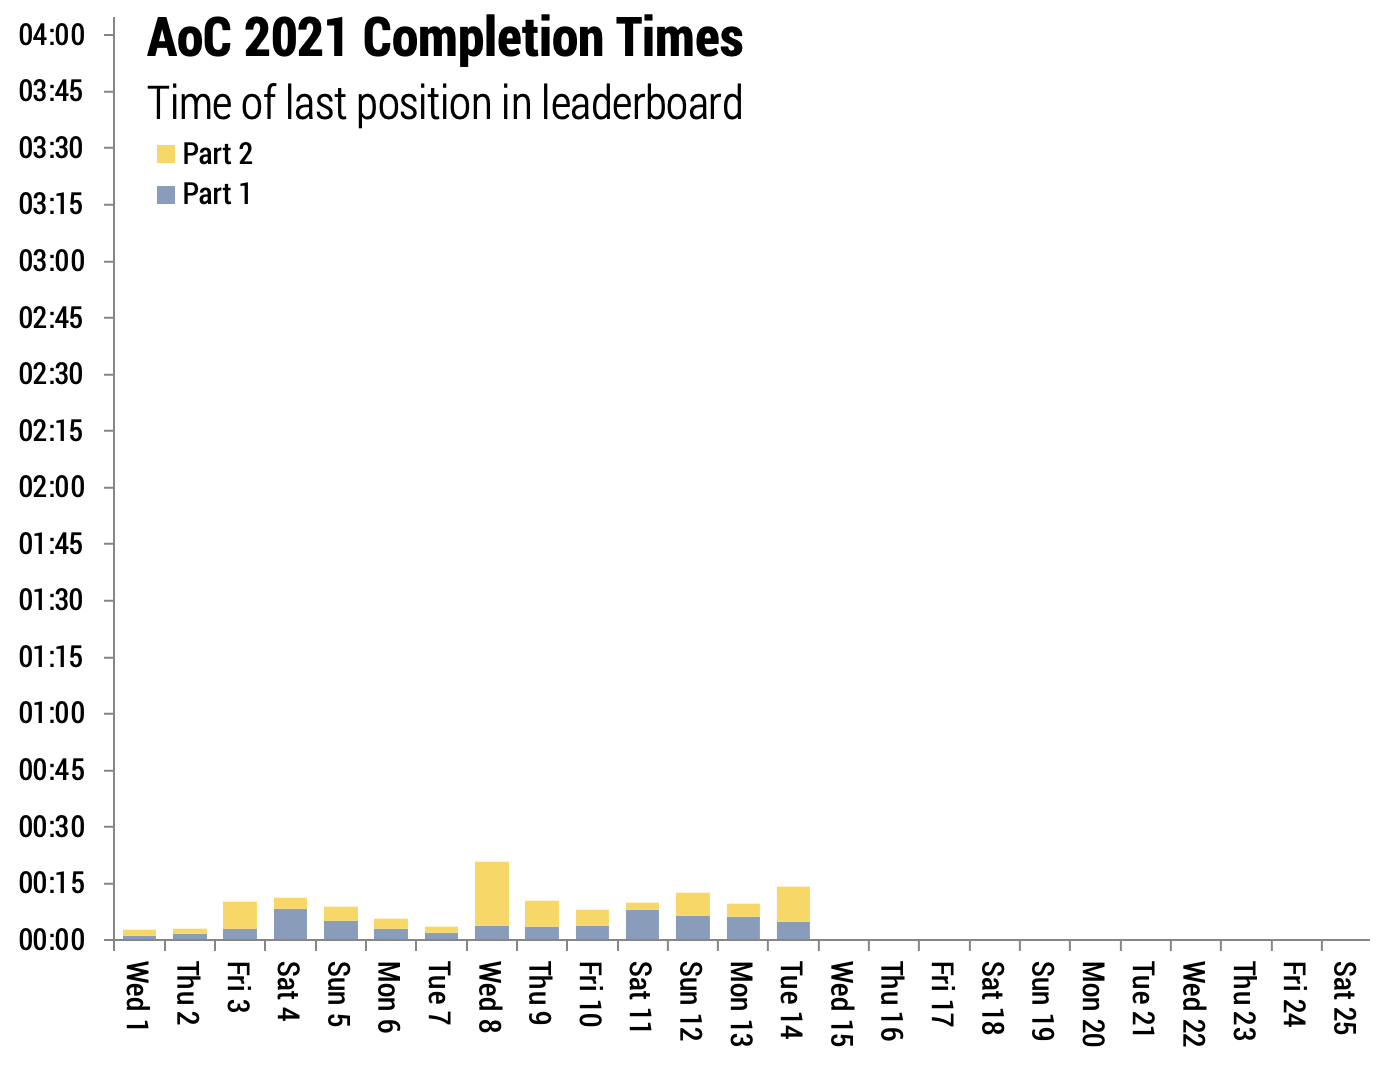 AoC 2021 Completion Times
Time of last position in leaderboard
Part 2
Part 1
04:00
03:45
03:30
03:15
03:00
02:45
02:30
02:15
02:00
01:45
01:30
01:15
01:00
00:45
00:30
00:15
00:00
Wed 1
Thu 2
Fri 3
Sat 4
Sun 5
Mon 6
Tue 7
Wed 8
Thu 9
Fri 10
Sat 11
Sun 12
Mon 13
Tue 14
Wed 15
Thu 16
Fri 17
Sat 18
Sun 19
Mon 20
Tue 21
Wed 22
Thu 23
Fri 24
Sat 25